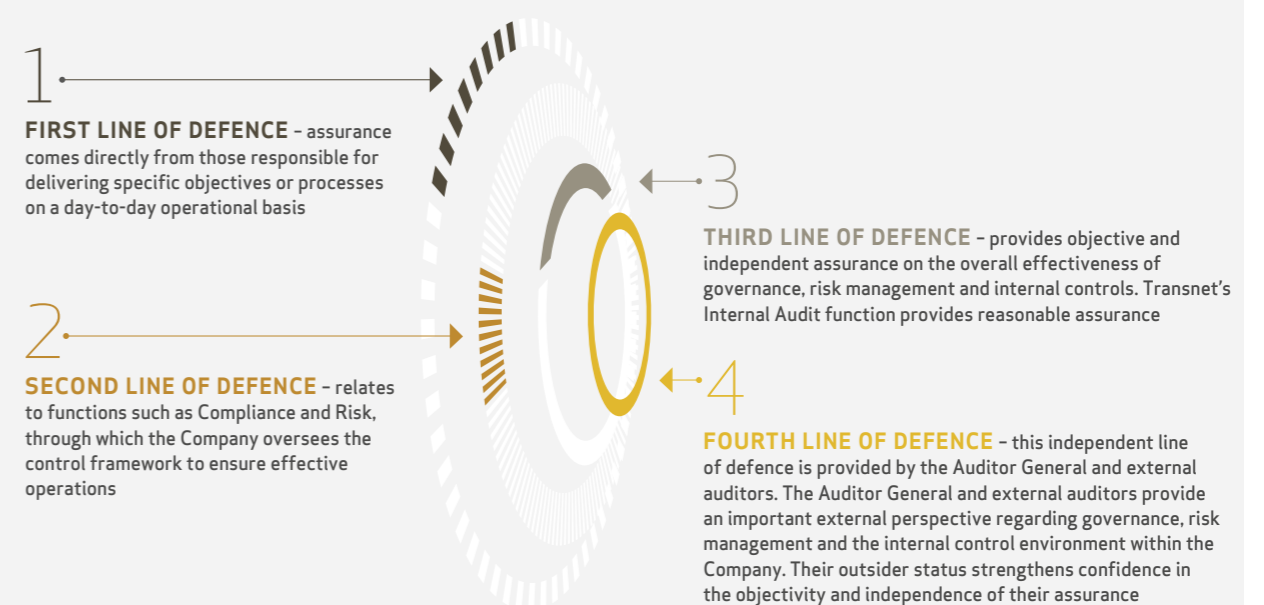 1
FIRST LINE OF DEFENCE – assurance
comes directly from those responsible for
delivering specific objectives or processes
on a day-to-day operational basis
2
SECOND LINE OF DEFENCE – relates
to functions such as Compliance and Risk,
through which the Company oversees the
control framework to ensure effective
operations
3
THIRD LINE OF DEFENCE – provides objective and
independent assurance on the overall effectiveness of
governance, risk management and internal controls. Transnet’s
Internal Audit function provides reasonable assurance
4
FOURTH LINE OF DEFENCE – this independent line
of defence is provided by the Auditor General and external
auditors. The Auditor General and external auditors provide
an important external perspective regarding governance, risk
management and the internal control environment within the
Company. Their outsider status strengthens confidence in
the objectivity and independence of their assurance